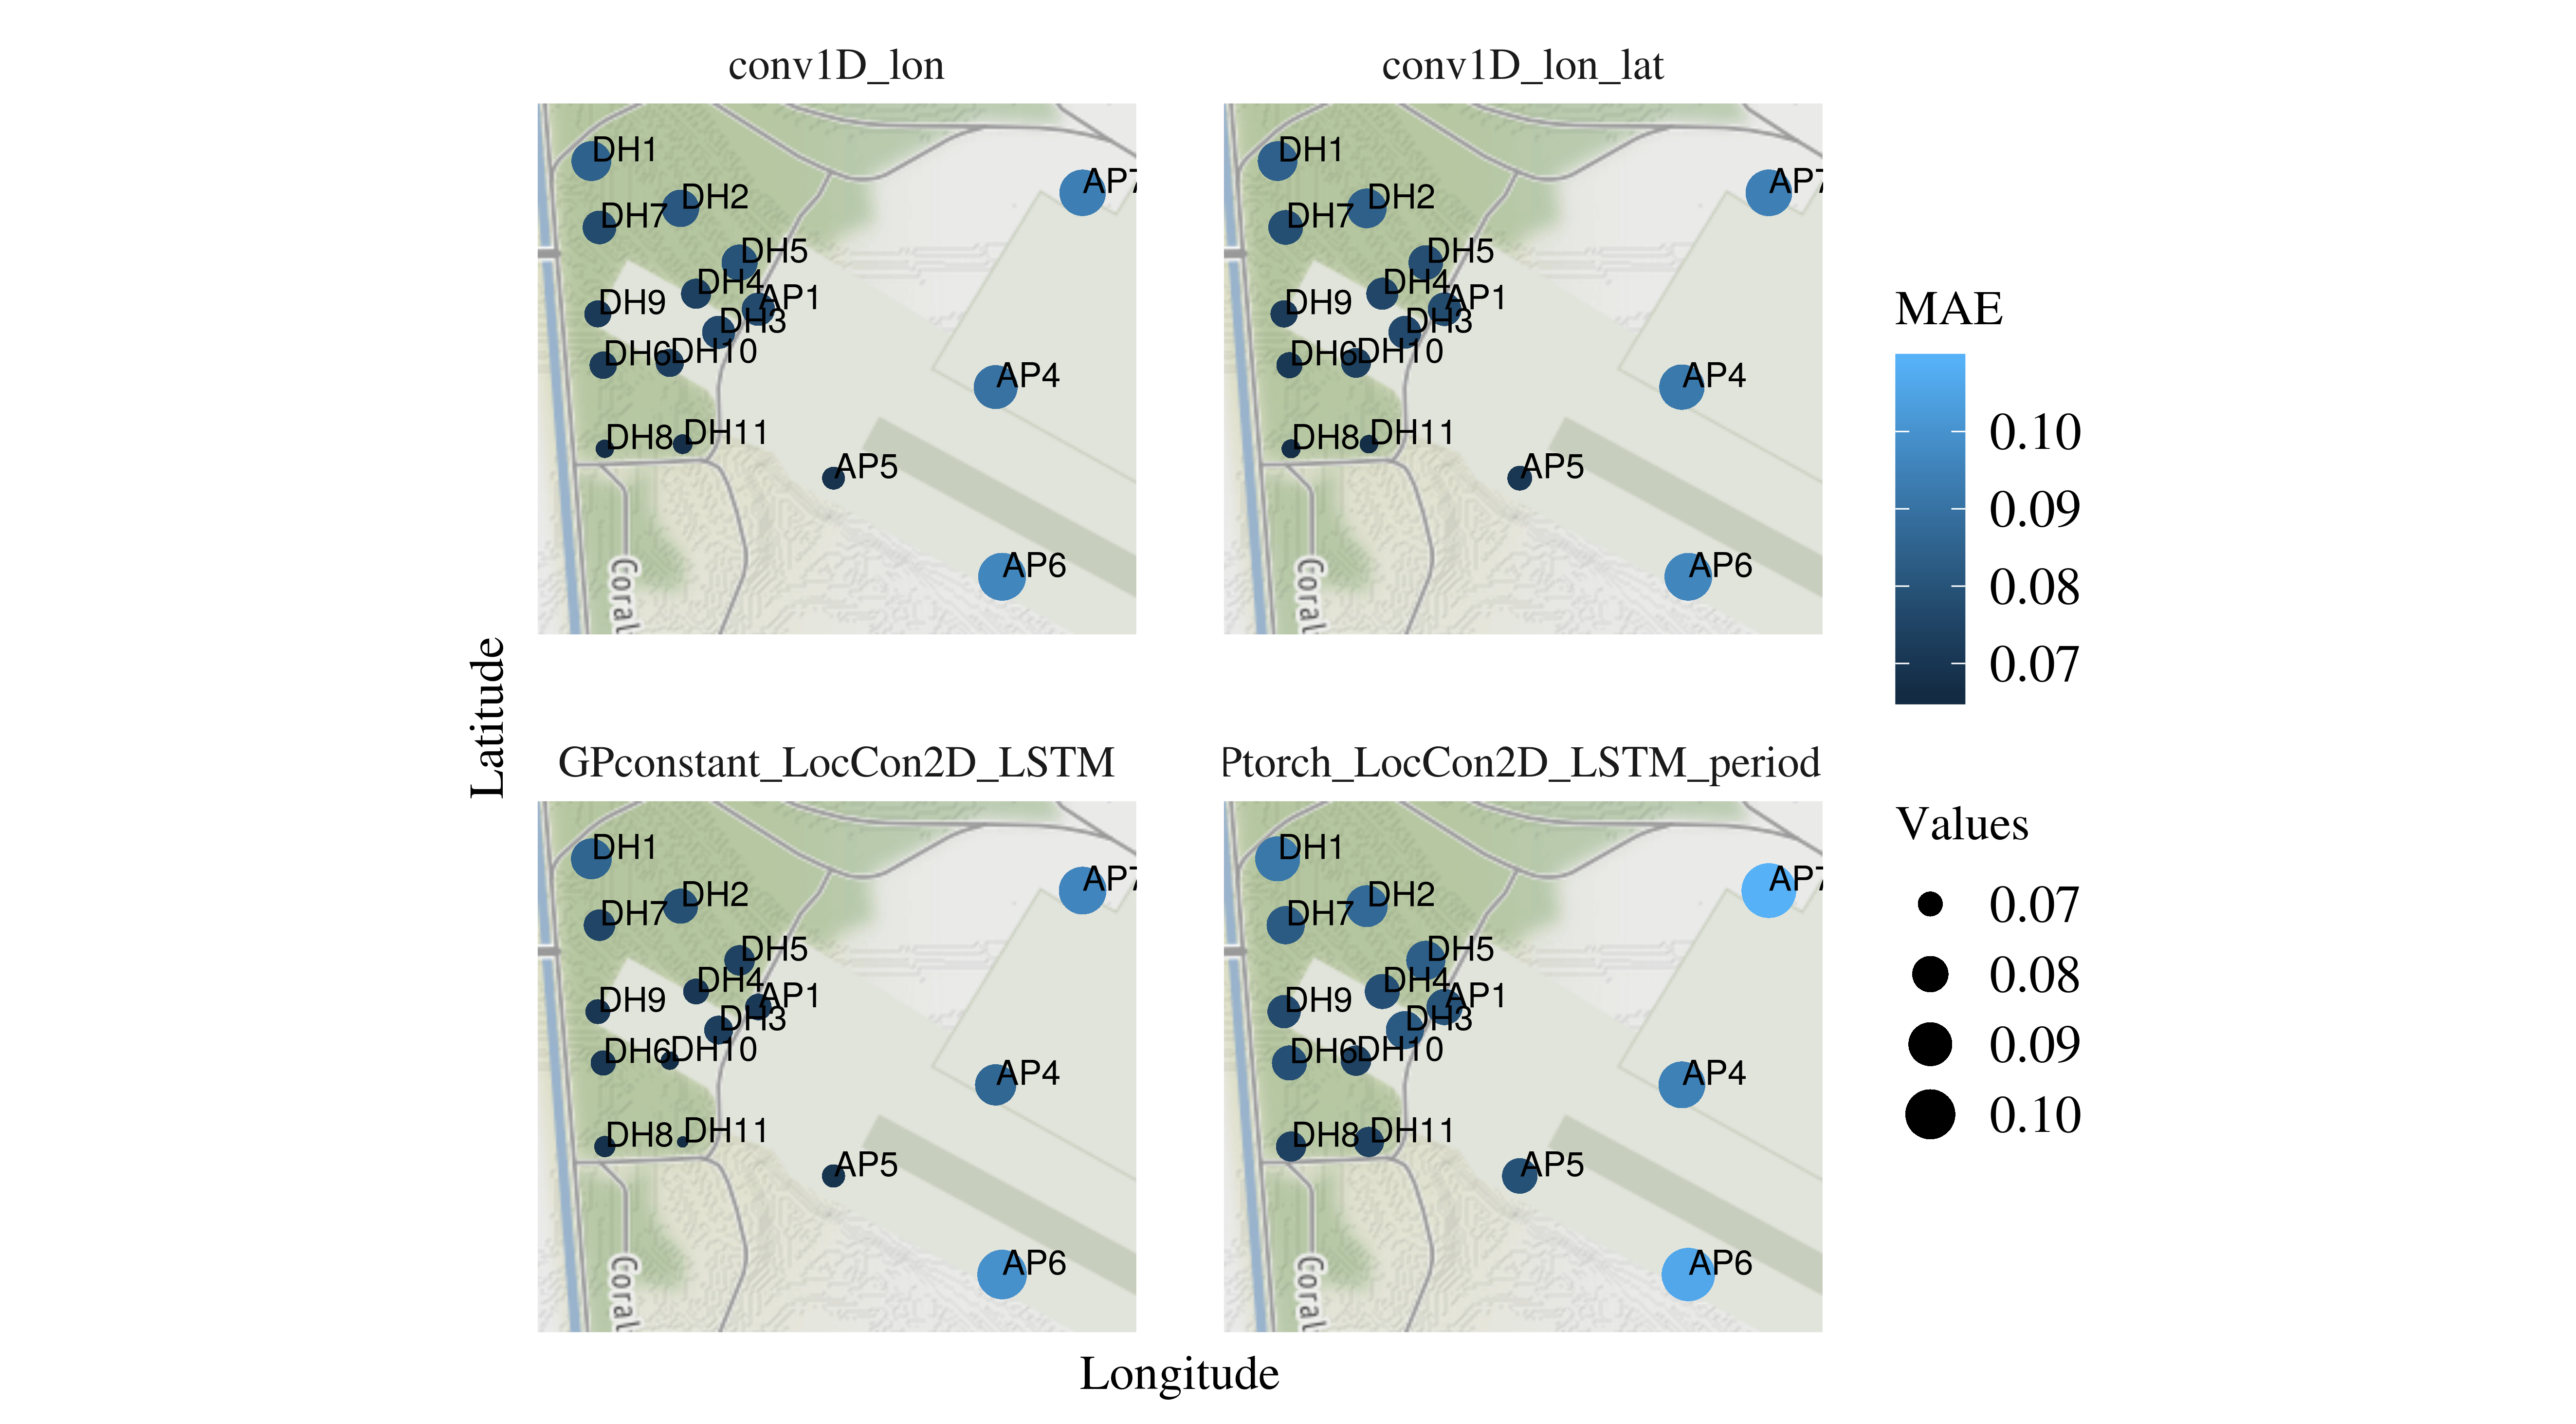 conv1D_lon
DH1
DH2
DH7
DH5
DH4
AP1
DH9
DH3
DH6
DH10
DH8
DH11
AP5
AP7
AP4
AP6
Coral
conv1D_lon_lat
DH1
DH2
DH7
DH5
DH4
AP1
DH9
DH3
DH6
DH10
DH8
DH11
AP5
AP7
AP4
AP6
Coral
MAE
0.10
0.09
0.08
0.07
Latitude
GPconstant_LocCon2D_LSTM
DH1
DH2
DH7
DH5
DH4
AP1
DH9
DH3
DH6
DH10
DH8
DH11
AP5
AP7
AP4
AP6
Coral
Ptorch_LocCon2D_LSTM_period
DH1
DH2
DH7
DH5
DH4
AP1
DH9
DH3
DH6
DH10
DH8
DH11
AP5
AP7
AP4
AP6
Coral
Values
0.07
0.08
0.09
0.10
Longitude